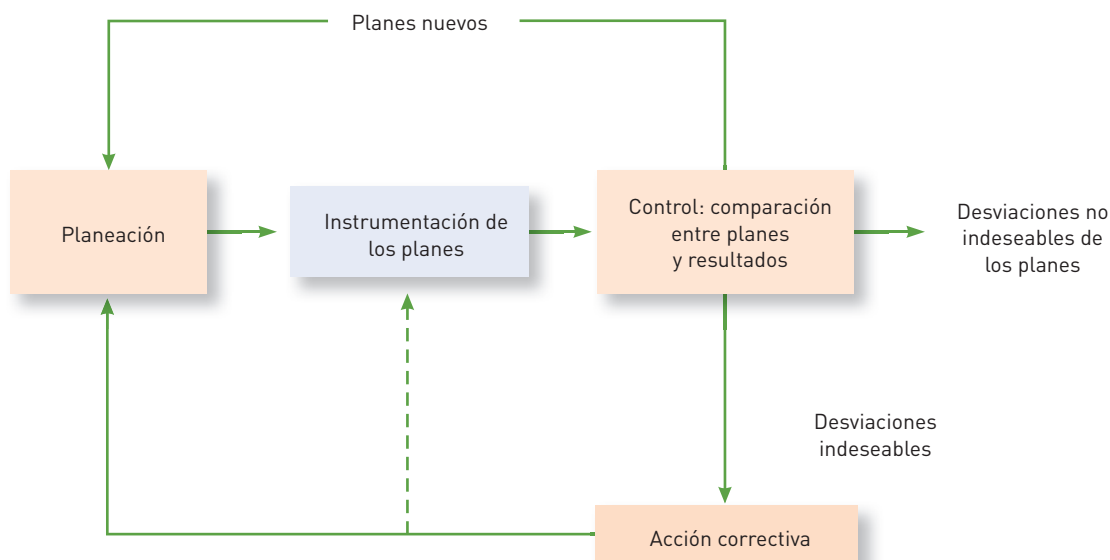 Planes nuevos
Planeación
Instrumentación de
los planes
Control: comparación
entre planes
y resultados
Desviaciones no
indeseables de
los planes
Desviaciones
indeseables
Acción correctiva